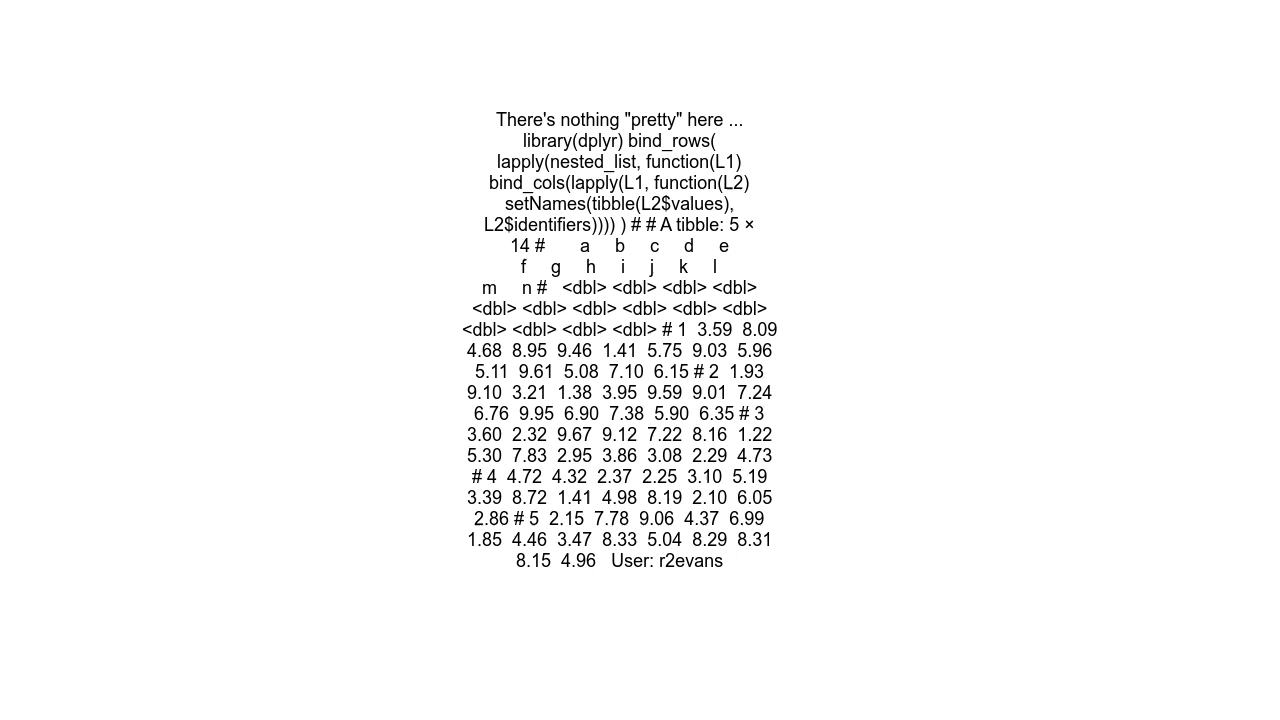 There's nothing "pretty" here ...
library(dplyr) bind_rows(
lapply(nested_list, function(L1)
bind_cols(lapply(L1, function(L2)
setNames(tibble(L2$values),
L2$identifiers)))) ) # # A tibble: 5 ×
14 # a b c d e
f g h i j k l
m n # <dbl> <dbl> <dbl> <dbl>
<dbl> <dbl> <dbl> <dbl> <dbl> <dbl>
<dbl> <dbl> <dbl> <dbl> # 1 3.59 8.09
4.68 8.95 9.46 1.41 5.75 9.03 5.96
5.11 9.61 5.08 7.10 6.15 # 2 1.93
9.10 3.21 1.38 3.95 9.59 9.01 7.24
6.76 9.95 6.90 7.38 5.90 6.35 # 3
3.60 2.32 9.67 9.12 7.22 8.16 1.22
5.30 7.83 2.95 3.86 3.08 2.29 4.73
# 4 4.72 4.32 2.37 2.25 3.10 5.19
3.39 8.72 1.41 4.98 8.19 2.10 6.05
2.86 # 5 2.15 7.78 9.06 4.37 6.99
1.85 4.46 3.47 8.33 5.04 8.29 8.31
8.15 4.96 User: r2evans